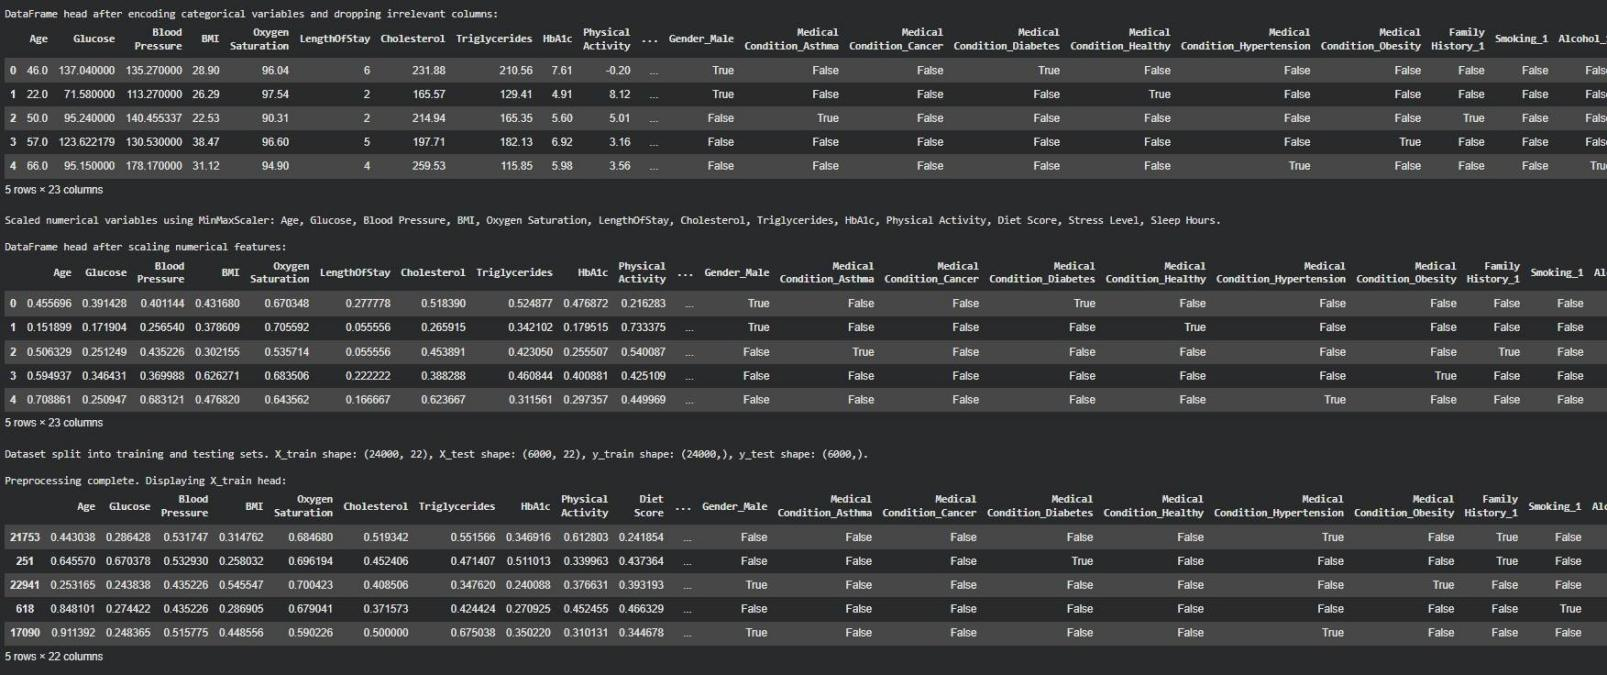 DataFrame head after encoding categorical variables and dropping irrelevant columns:
Age Glucose Blood Pressure BMI Oxygen Saturation LengthOfStay Cholesterol Triglycerides HbA1c Physical Activity ... Gender_Male Medical Condition_Asthma Medical Condition_Cancer Medical Condition_Diabetes Medical Condition_Healthy Medical Condition_Hypertension Medical Condition_Obesity Family History_1 Smoking_1 Alcohol_
0 46.0 137.040000 135.270000 28.90 96.04 6 231.88 210.56 7.61 -0.20 ... True False False True False False False False False Fals
1 22.0 71.580000 113.270000 26.29 97.54 2 165.57 129.41 4.91 8.12 ... True False False False True False False False False Fals
2 50.0 95.240000 140.455337 22.53 90.31 2 214.94 165.35 5.60 5.01 ... False True False False False False False True False Fals
3 57.0 123.622179 130.530000 38.47 96.60 5 197.71 182.13 6.92 3.16 ... False False False False False False True False False Fals
4 66.0 95.150000 178.170000 31.12 94.90 4 259.53 115.85 5.98 3.56 ... False False False False False True False False False Tru
5 rows × 23 columns
Scaled numerical variables using MinMaxScaler: Age, Glucose, Blood Pressure, BMI, Oxygen Saturation, LengthOfStay, Cholesterol, Triglycerides, HbA1c, Physical Activity, Diet Score, Stress Level, Sleep Hours.
DataFrame head after scaling numerical features:
Age Glucose Blood Pressure BMI Oxygen Saturation LengthOfStay Cholesterol Triglycerides HbA1c Physical Activity ... Gender_Male Medical Condition_Asthma Medical Condition_Cancer Medical Condition_Diabetes Medical Condition_Healthy Medical Condition_Hypertension Medical Condition_Obesity Family History_1 Smoking_1 Al
0 0.455696 0.391428 0.401144 0.431680 0.670348 0.277778 0.518390 0.524877 0.476872 0.216283 ... True False False True False False False False False
1 0.151899 0.171904 0.256540 0.378609 0.705592 0.055556 0.265915 0.342102 0.179515 0.733375 ... True False False False True False False False False
2 0.506329 0.251249 0.435226 0.302155 0.535714 0.055556 0.453891 0.423050 0.255507 0.540087 ... False True False False False False False True False
3 0.594937 0.346431 0.369988 0.626271 0.683506 0.222222 0.388288 0.460844 0.400881 0.425109 ... False False False False False False True False False
4 0.708861 0.250947 0.683121 0.476820 0.643562 0.166667 0.623667 0.311561 0.297357 0.449969 ... False False False False False True False False False
5 rows × 23 columns
Dataset split into training and testing sets. X_train shape: (24000, 22), X_test shape: (6000, 22), y_train shape: (24000,), y_test shape: (6000,).
Preprocessing complete. Displaying X_train head:
Age Glucose Blood Pressure BMI Oxygen Saturation Cholesterol Triglycerides HbA1c Physical Activity Diet Score ... Gender_Male Medical Condition_Asthma Medical Condition_Cancer Medical Condition_Diabetes Medical Condition_Healthy Medical Condition_Hypertension Medical Condition_Obesity Family History_1 Smoking_1 Alc
21753 0.443038 0.286428 0.531747 0.314762 0.684680 0.519342 0.551566 0.346916 0.612803 0.241854 ... False False False False False True False True False
251 0.645570 0.670378 0.532930 0.258032 0.696194 0.452406 0.471407 0.511013 0.339963 0.437364 ... False False False True False False False True False
22941 0.253165 0.243838 0.435226 0.545547 0.700423 0.408506 0.347620 0.240088 0.376631 0.393193 ... True False False False False False True False False
618 0.848101 0.274422 0.435226 0.286905 0.679041 0.371573 0.424424 0.270925 0.452455 0.466329 ... False False False False False False False False True
17090 0.911392 0.248365 0.515775 0.448556 0.590226 0.500000 0.675038 0.350220 0.310131 0.344678 ... True False False False False True False False False
5 rows × 22 columns